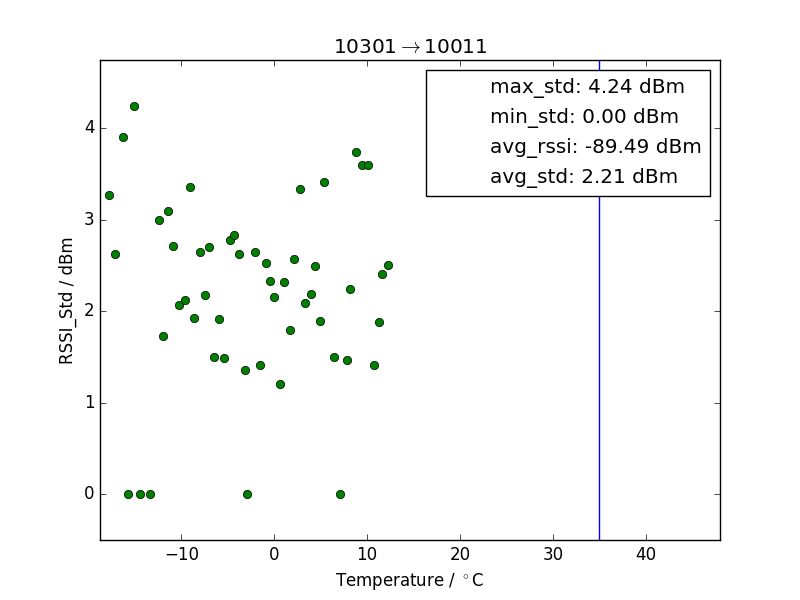 10301→10011
max_std: 4.24 dBm
min_std: 0.00 dBm
avg_rssi: -89.49 dBm
avg_std: 2.21 dBm
RSSI_Std / dBm
4
3
2
1
0
−10 0 10 20 30 40
Temperature / °C